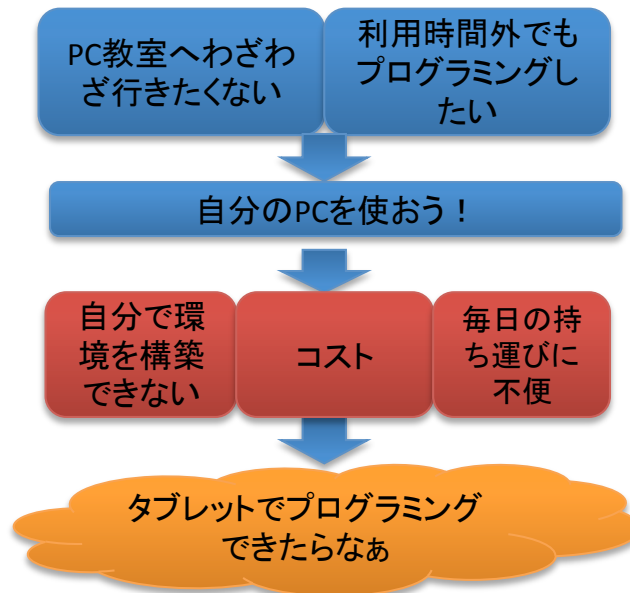 PC教室へわざわ
ざ行きたくない
利用時間外でも
プログラミングし
たい
自分のPCを使おう！
自分で環
境を構築
できない
コスト
毎日の持
ち運びに
不便
タブレットでプログラミング
できたらなぁ